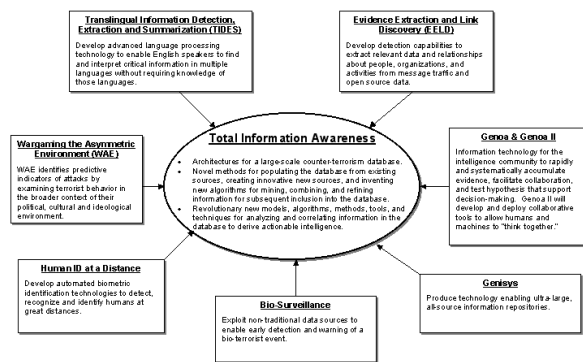 Translingual Information Detection,
Extraction and Summarization (TIDES)
Develop advanced language processing
technology to enable English speakers to find
and interpret critical information in
multiple languages without requiring knowledge of
those languages.
Evidence Extraction and Link
Discovery (EELD)
Develop detection capabilities to
extract relevant data and relationships
about people, organizations, and
activities from message traffic and
open source data.
Wargaming the Asymmetric
Environment (WAE)
WAE identifies predictive
indicators of attacks by
examining terrorist behavior in
the broader context of their
political, cultural and ideological
environment.
Total Information Awareness
• Architectures for a large-scale counter-terrorism database.
• Novel methods for populating the database from existing
sources, creating innovative new sources, and inventing
new algorithms for mining, combining, and refining
information for subsequent inclusion into the database.
• Revolutionary new models, algorithms, methods, tools, and
techniques for analyzing and correlating information in the
database to derive actionable intelligence.
Genoa & Genoa II
Information technology for the
intelligence community to rapidly
and systematically accumulate
evidence, facilitate collaboration,
and test hypothesis that support
decision-making. Genoa II will
develop and deploy collaborative
tools to allow humans and
machines to "think together."
Human ID at a Distance
Develop automated biometric
identification technologies to detect,
recognize and identify humans at
great distances.
Bio-Surveillance
Exploit non-traditional data sources to
enable early detection and warning of a
bio-terrorist event.
Genisys
Produce technology enabling ultra-large,
all-source information repositories.